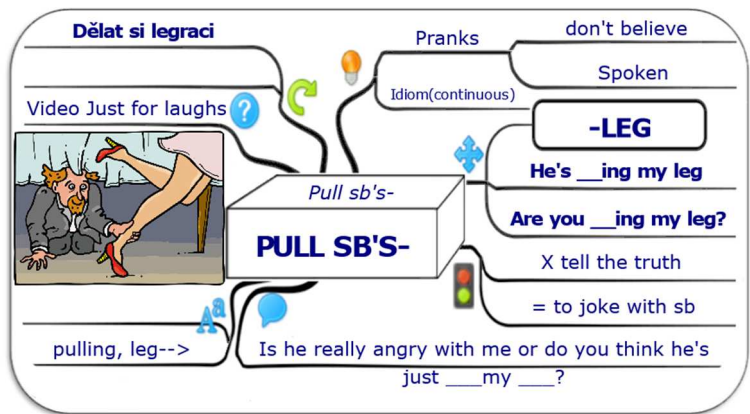 Dělat si legraci
Video Just for laughs
?
Pranks
don't believe
Spoken
Idiom(continuous)
-LEG
He's __ing my leg
Are you __ing my leg?
Pull sb's-
PULL SB'S-
X tell the truth
= to joke with sb
Aa
pulling, leg-->
Is he really angry with me or do you think he's
just ___my ___?